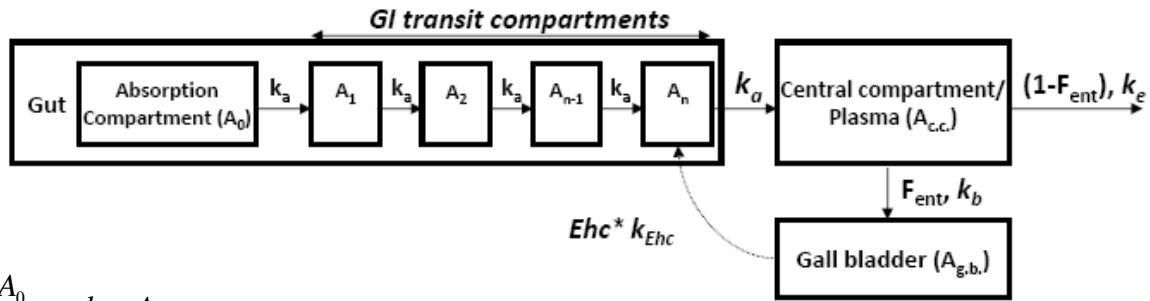 GI transit compartments
Gut
Absorption
Compartment (A0)
ka
A1
ka
A2
ka
An-1
ka
An
ka
Central compartment/
Plasma (Ac.c.)
(1-Fent), ke
Fent, kb
Ehc* kEhc
Gall bladder (Ag.b.)
A0